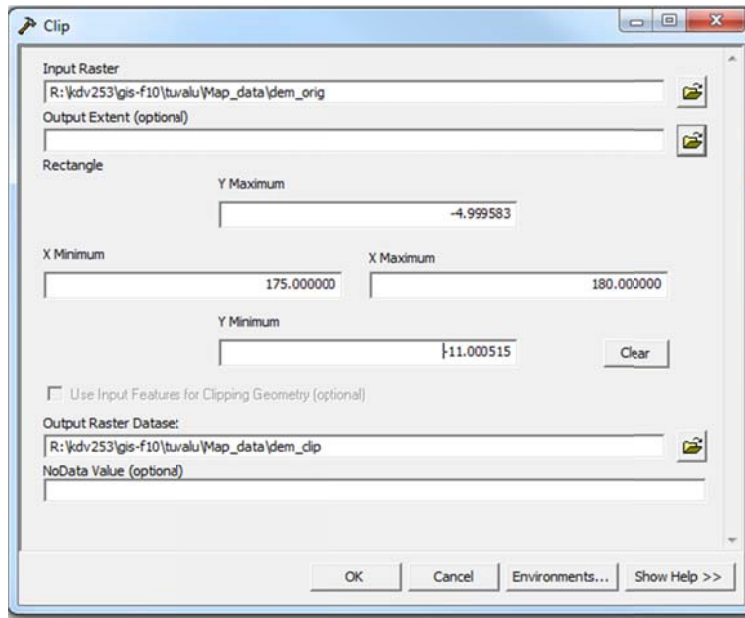 Clip
Input Raster
R:\kdv253\gis-f10\tuvalu\Map_data\dem_orig
Output Extent (optional)
Rectangle
Y Maximum
-4.999583
X Minimum
X Maximum
175.000000
180.000000
Y Minimum
-11.000515
Clear
Use Input Features for Clipping Geometry (optional)
Output Raster Dataset
R:\kdv253\gis-f10\tuvalu\Map_data\dem_clip
NoData Value (optional)
OK
Cancel
Environments...
Show Help >>